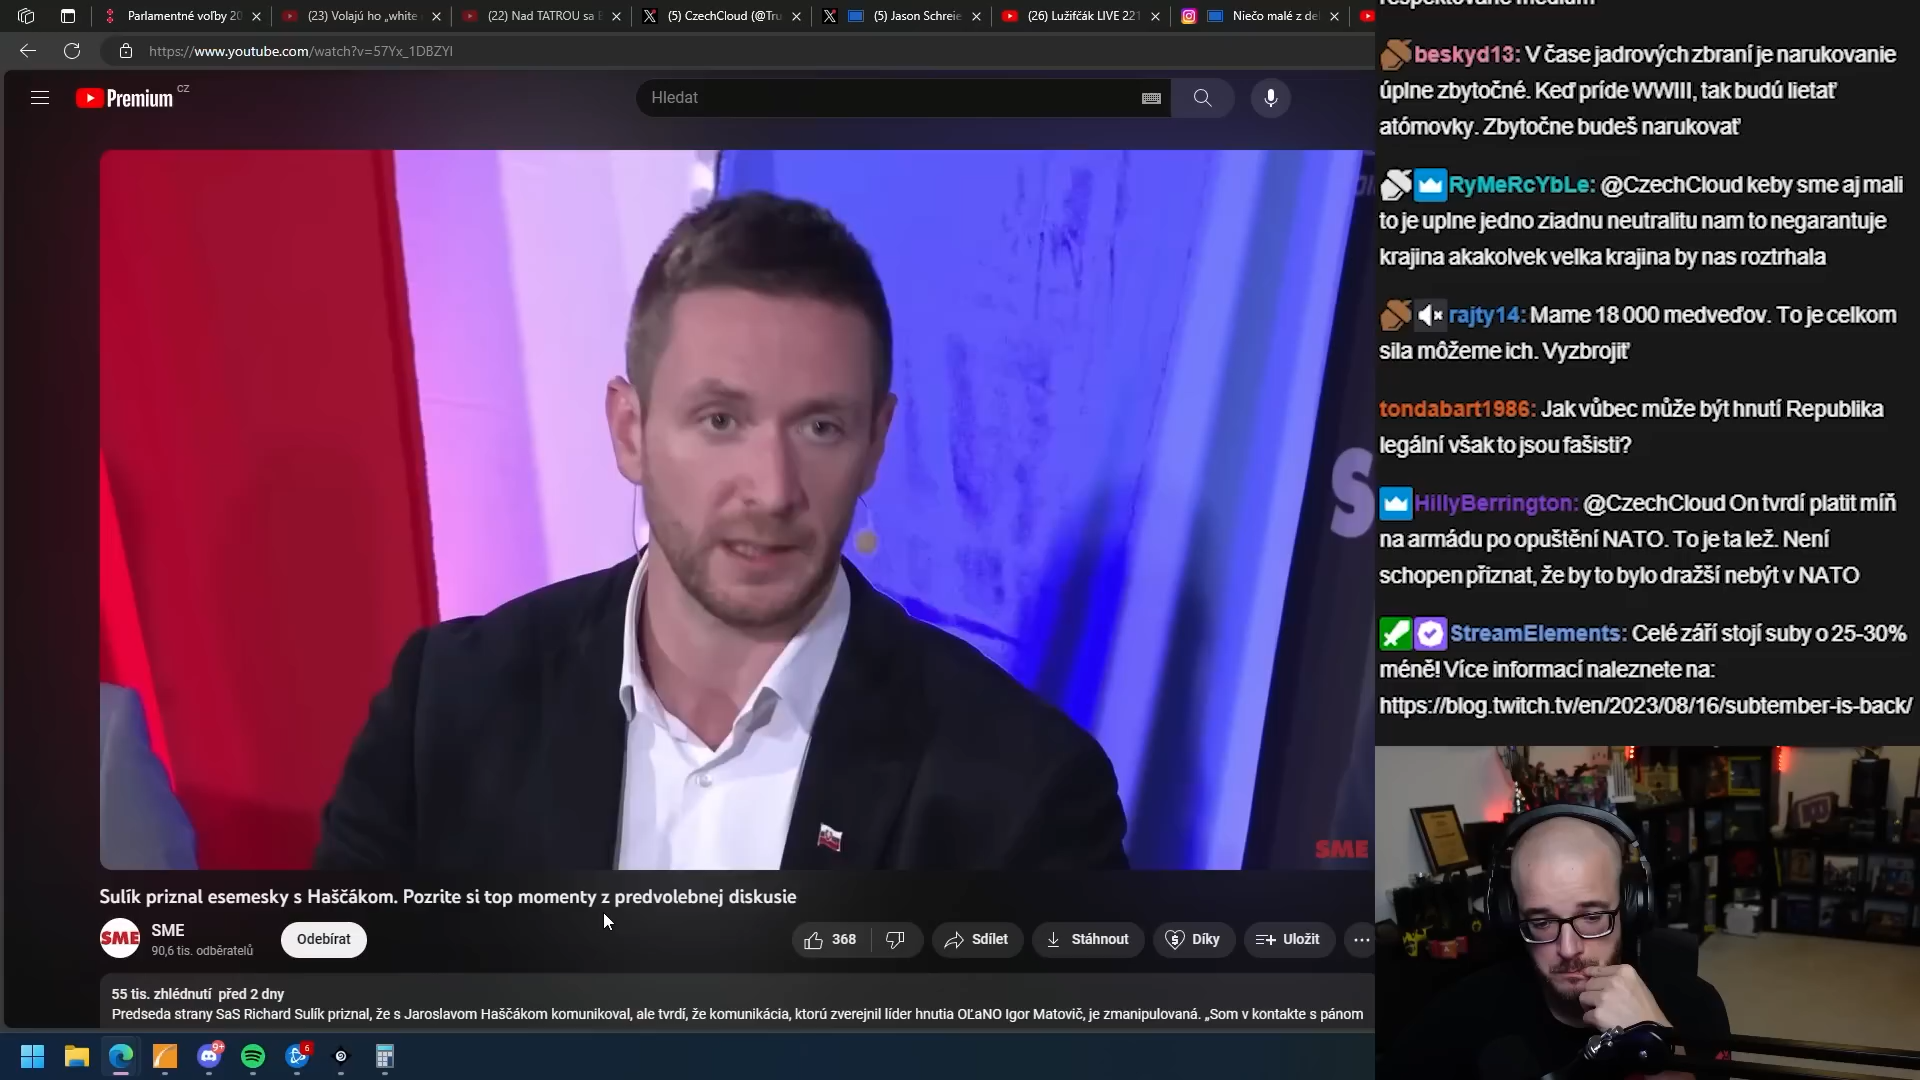 Parlamentné voľby 20
(23) Volajú ho „white
(22) Nad TATROU sa
(5) CzechCloud (@Tru
(5) Jason Schreie
(26) Lužifčák LIVE 221
Niečo malé z de
https://www.youtube.com/watch?v=57Yx_1DBZYI
Premium CZ
Hledat
SME
Sulík priznal esemesky s Haščákom. Pozrite si top momenty z predvolebnej diskusie
SME
SME
90,6 tis. odběratelů
Odebírat
368
Sdílet
Stáhnout
Díky
Uložit
55 tis. zhlédnutí před 2 dny
Predseda strany SaS Richard Sulík priznal, že s Jaroslavom Haščákom komunikoval, ale tvrdí, že komunikácia, ktorú zverejnil líder hnutia OĽaNO Igor Matovič, je zmanipulovaná. „Som v kontakte s pánom
9+
6
respektované médium
beskyd13: V čase jadrových zbraní je narukovanie
úplne zbytočné. Keď príde WWIII, tak budú lietať
atómovky. Zbytočne budeš narukovať
RyMeRcYbLe: @CzechCloud keby sme aj mali
to je uplne jedno ziadnu neutralitu nam to negarantuje
krajina akakolvek velka krajina by nas roztrhala
rajty14: Mame 18 000 medveďov. To je celkom
sila môžeme ich. Vyzbrojiť
tondabart1986: Jak vůbec může být hnutí Republika
legální však to jsou fašisti?
HillyBerrington: @CzechCloud On tvrdí platit míň
na armádu po opuštění NATO. To je ta lež. Není
schopen přiznat, že by to bylo dražší nebýt v NATO
StreamElements: Celé září stojí suby o 25-30%
méně! Více informací naleznete na:
https://blog.twitch.tv/en/2023/08/16/subtember-is-back/